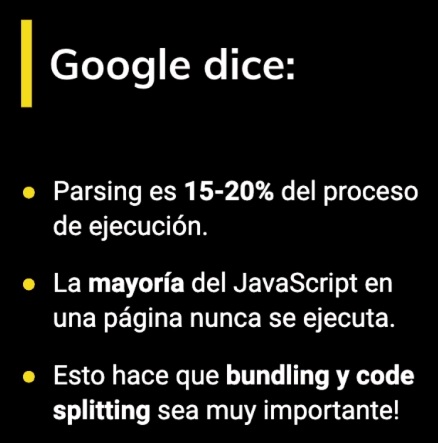 Google dice:
Parsing es 15-20% del proceso
de ejecución.
La mayoría del JavaScript en
una página nunca se ejecuta.
Esto hace que bundling y code
splitting sea muy importante!